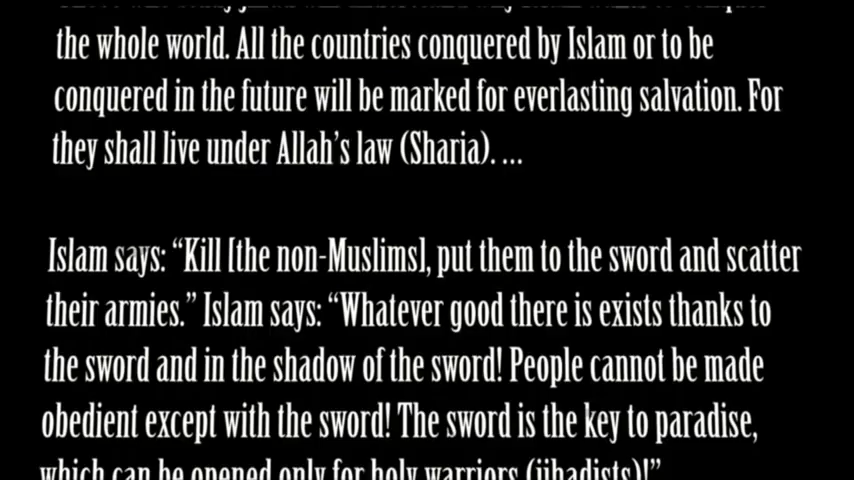 the whole world. All the countries conquered by Islam or to be
conquered in the future will be marked for everlasting salvation. For
they shall live under Allah's law (Sharia). ...
Islam says: “Kill [the non-Muslims], put them to the sword and scatter
their armies.” Islam says: “Whatever good there is exists thanks to
the sword and in the shadow of the sword! People cannot be made
obedient except with the sword! The sword is the key to paradise,
which can be opened only for holy warriors (jihadists)!”